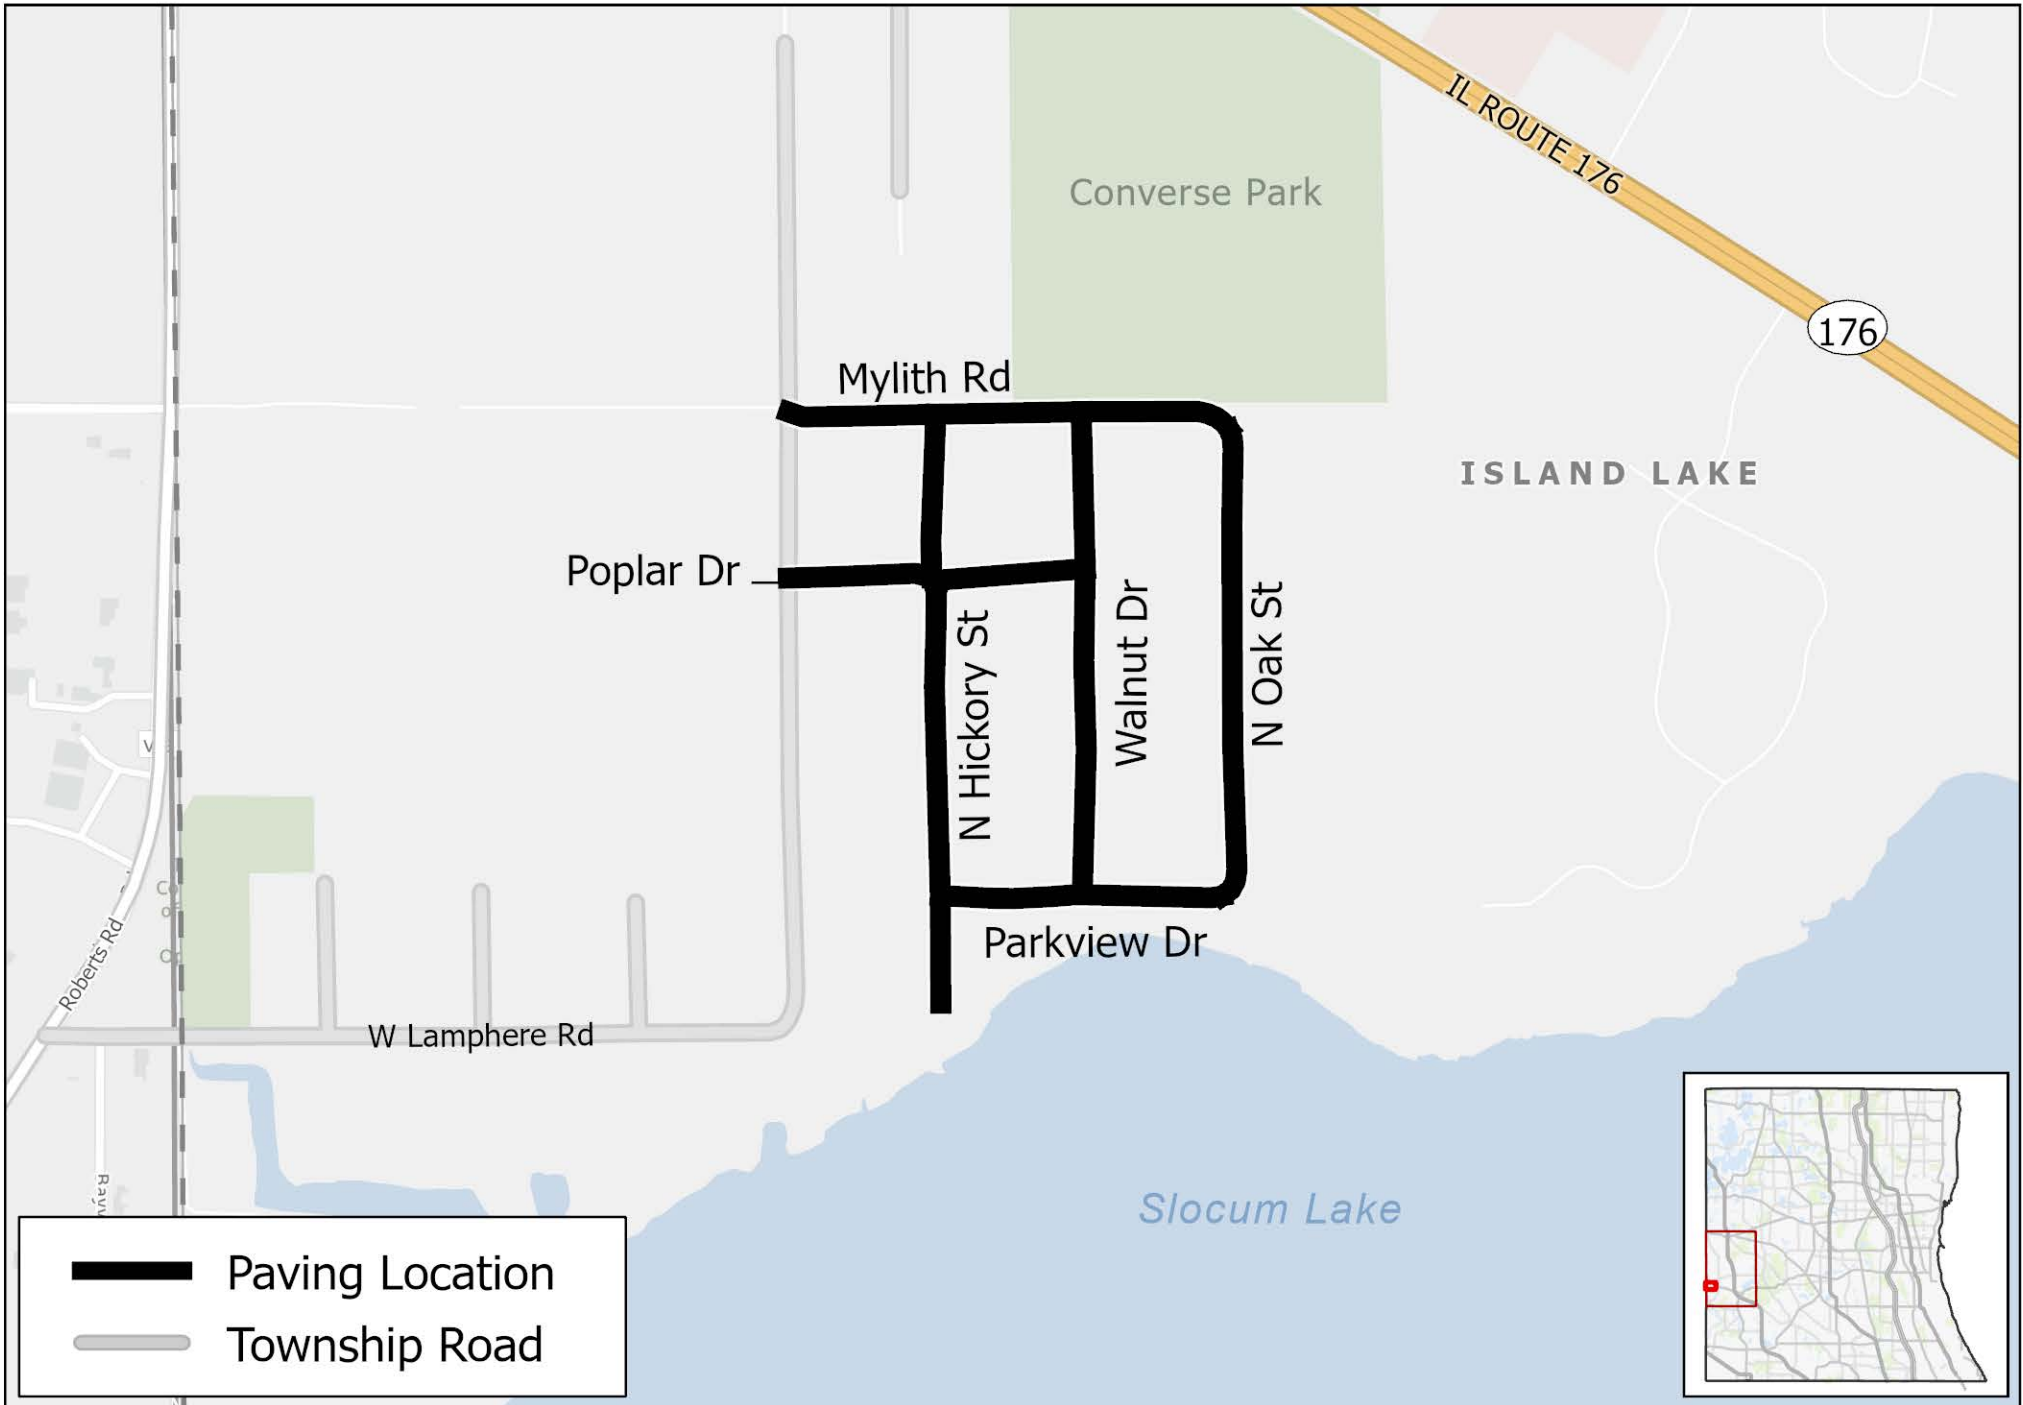 IL ROUTE 176
Converse Park
176
Mylith Rd
ISLAND LAKE
Poplar Dr
N Hickory St
Walnut Dr
N Oak St
Parkview Dr
Roberts Rd
W Lamphere Rd
Slocum Lake
Paving Location
Township Road